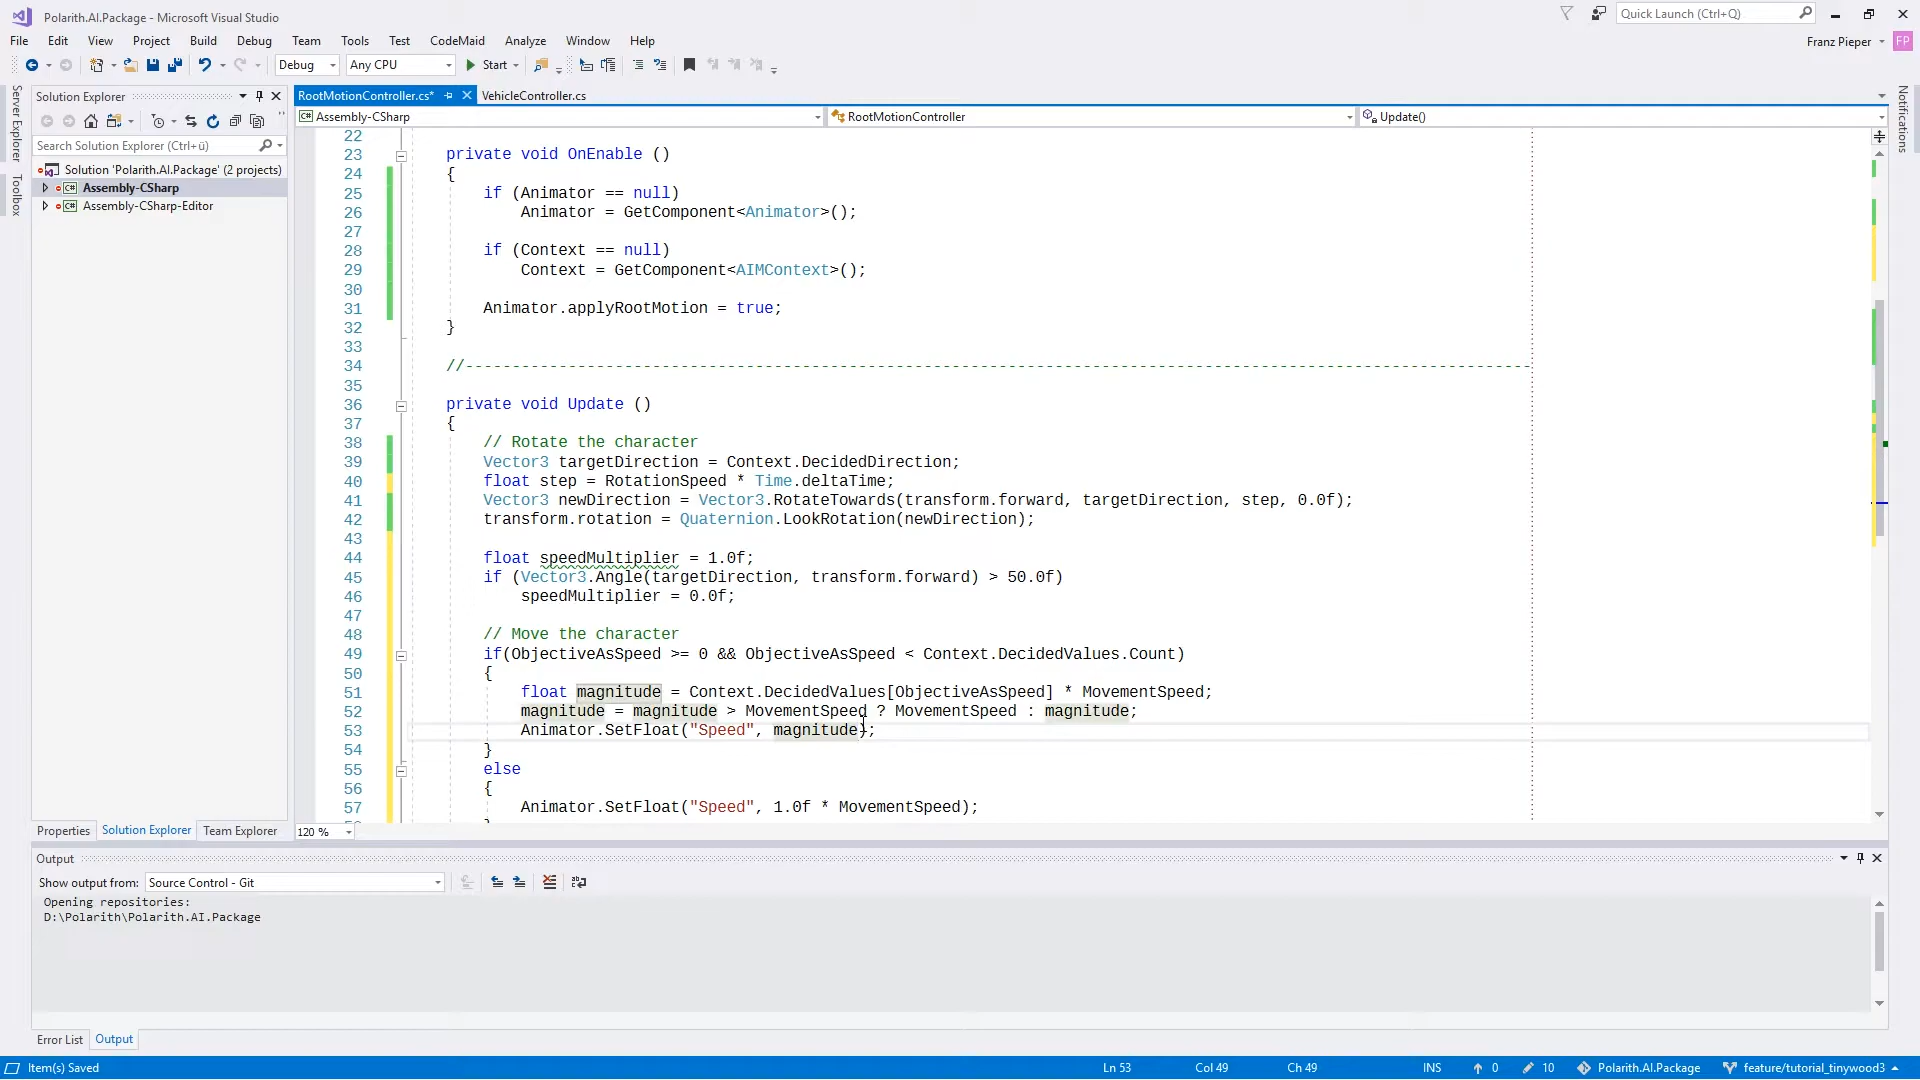 Polarith.AI.Package - Microsoft Visual Studio
Quick Launch (Ctrl+Q)
File Edit View Project Build Debug Team Tools Test CodeMaid Analyze Window Help
Franz Pieper FP
Debug Any CPU Start
Server Explorer
Toolbox
Notifications
Solution Explorer
Search Solution Explorer (Ctrl+ü)
Solution 'Polarith.AI.Package' (2 projects)
Assembly-CSharp
Assembly-CSharp-Editor
RootMotionController.cs* VehicleController.cs
Assembly-CSharp RootMotionController Update()
22
23 private void OnEnable ()
24 {
25 if (Animator == null)
26 Animator = GetComponent<Animator>();
27
28 if (Context == null)
29 Context = GetComponent<AIMContext>();
30
31 Animator.applyRootMotion = true;
32 }
33
34 //------------------------------------------------------------------------------------------------------------------
35
36 private void Update ()
37 {
38 // Rotate the character
39 Vector3 targetDirection = Context.DecidedDirection;
40 float step = RotationSpeed * Time.deltaTime;
41 Vector3 newDirection = Vector3.RotateTowards(transform.forward, targetDirection, step, 0.0f);
42 transform.rotation = Quaternion.LookRotation(newDirection);
43
44 float speedMultiplier = 1.0f;
45 if (Vector3.Angle(targetDirection, transform.forward) > 50.0f)
46 speedMultiplier = 0.0f;
47
48 // Move the character
49 if(ObjectiveAsSpeed >= 0 && ObjectiveAsSpeed < Context.DecidedValues.Count)
50 {
51 float magnitude = Context.DecidedValues[ObjectiveAsSpeed] * MovementSpeed;
52 magnitude = magnitude > MovementSpeed ? MovementSpeed : magnitude;
53 Animator.SetFloat("Speed", magnitude);
54 }
55 else
56 {
57 Animator.SetFloat("Speed", 1.0f * MovementSpeed);
120 %
Properties Solution Explorer Team Explorer
Output
Show output from: Source Control - Git
Opening repositories:
D:\Polarith\Polarith.AI.Package
Error List Output
Item(s) Saved Ln 53 Col 49 Ch 49 INS 0 10 Polarith.AI.Package feature/tutorial_tinywood3